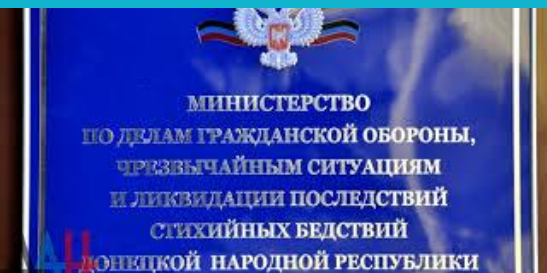 МИНИСТЕРСТВО
ПО ДЕЛАМ ГРАЖДАНСКОЙ ОБОРОНЫ,
ЧРЕЗВЫЧАЙНЫМ СИТУАЦИЯМ
И ЛИКВИДАЦИИ ПОСЛЕДСТВИЙ
СТИХИЙНЫХ БЕДСТВИЙ
ДОНЕЦКОЙ НАРОДНОЙ РЕСПУБЛИКИ